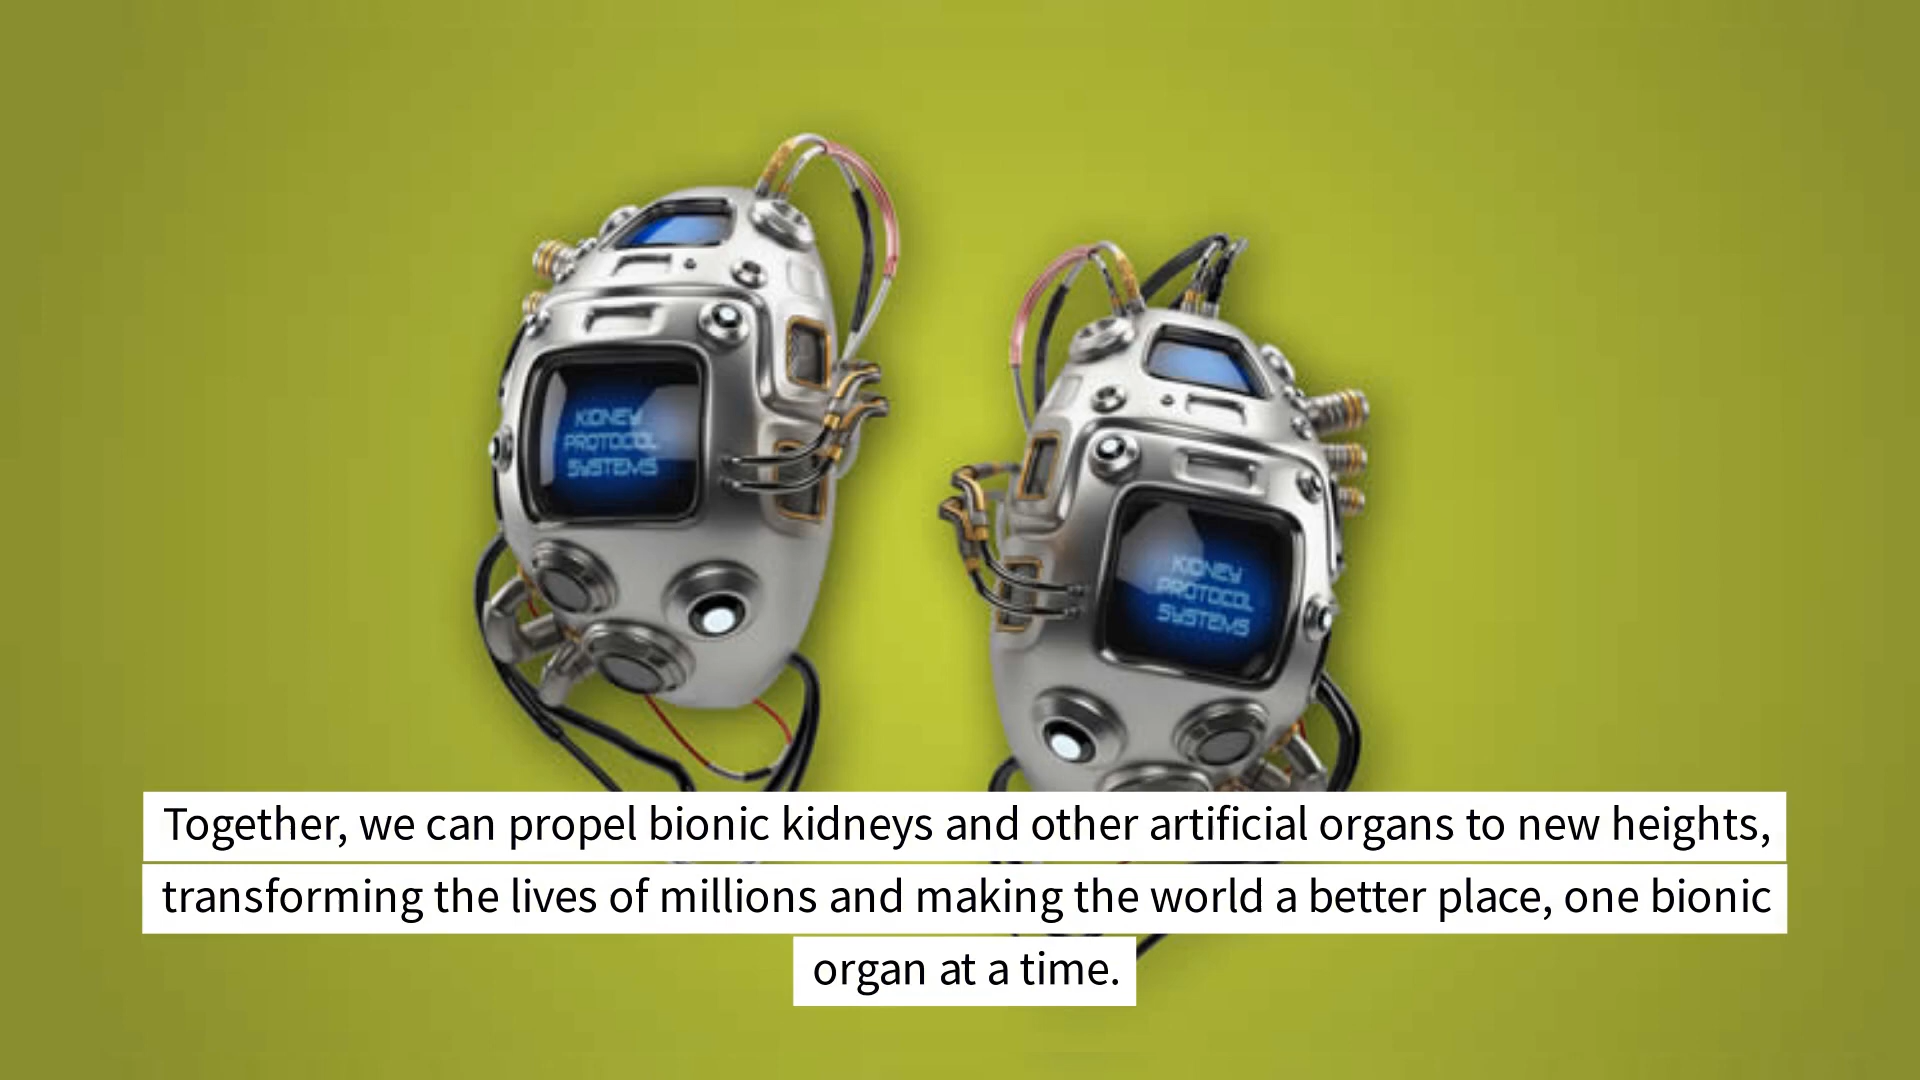 KIDNEY
PROTOCOL
SYSTEMS
KIDNEY
PROTOCOL
SYSTEMS
Together, we can propel bionic kidneys and other artificial organs to new heights,
transforming the lives of millions and making the world a better place, one bionic
organ at a time.